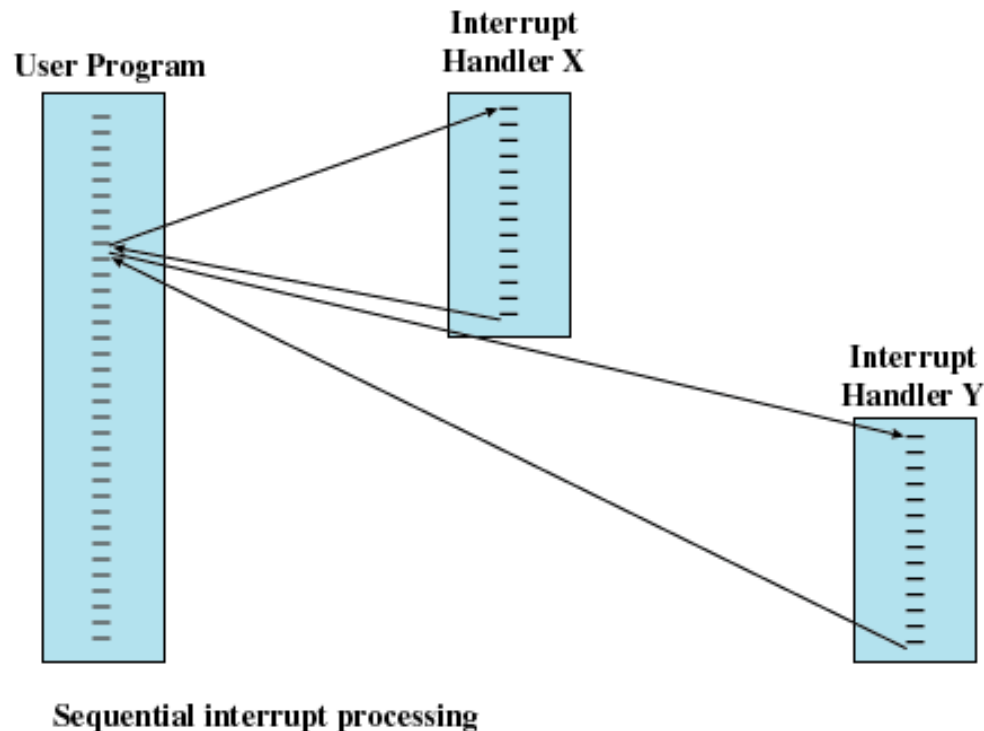 User Program
Interrupt
Handler X
Interrupt
Handler Y
Sequential interrupt processing